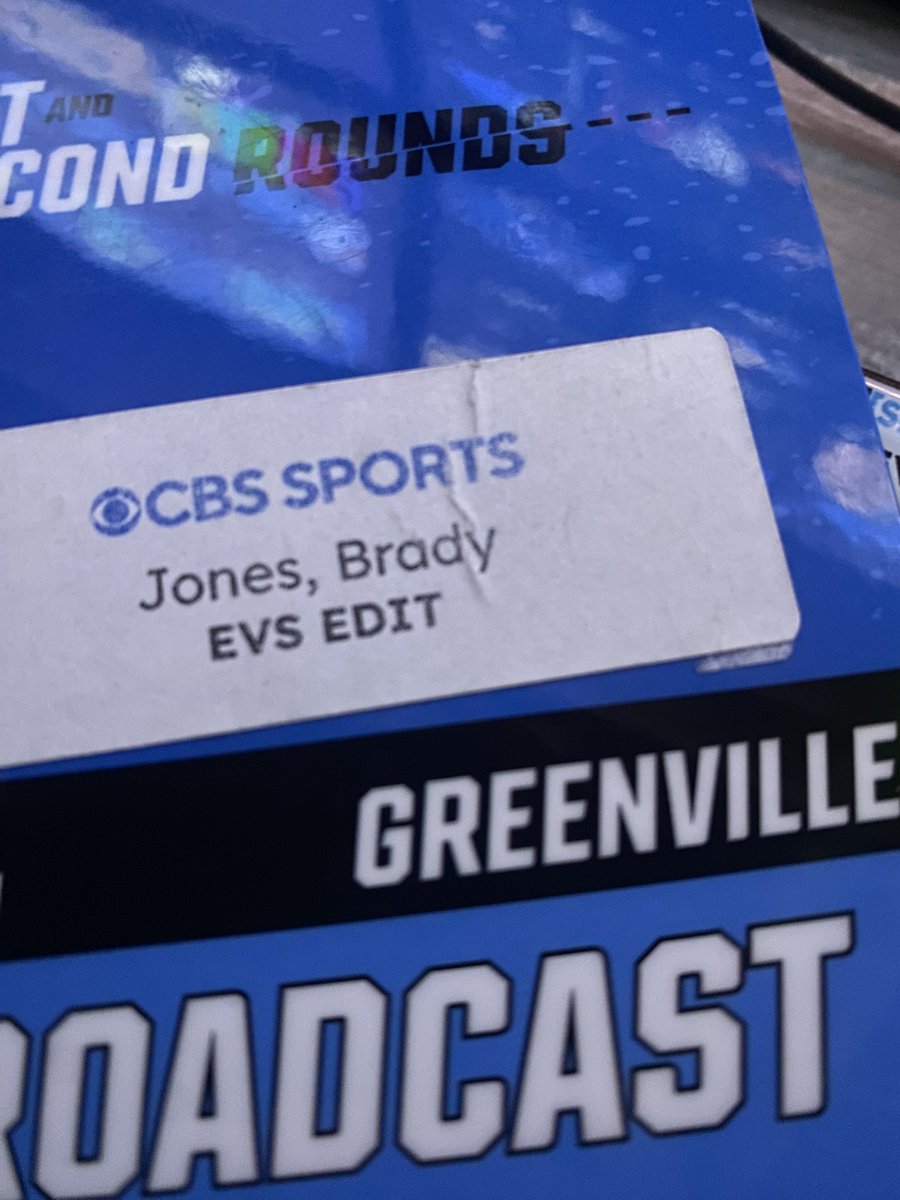 T AND
COND ROUNDS
CBS SPORTS
Jones, Brady
EVS EDIT
GREENVILLE
ROADCAST